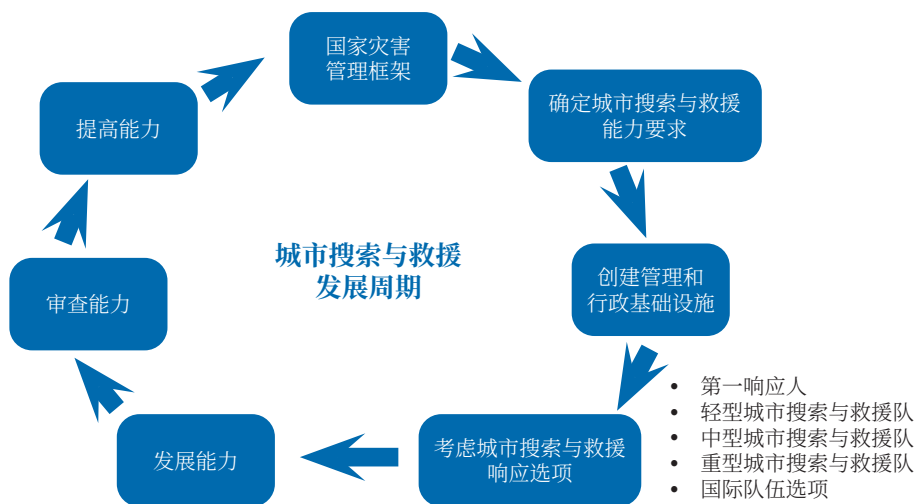 国家灾害
管理框架
确定城市搜索与救援
能力要求
创建管理和
行政基础设施
考虑城市搜索与救援
响应选项
• 第一响应人
• 轻型城市搜索与救援队
• 中型城市搜索与救援队
• 重型城市搜索与救援队
• 国际队伍选项
发展能力
审查能力
提高能力
城市搜索与救援
发展周期